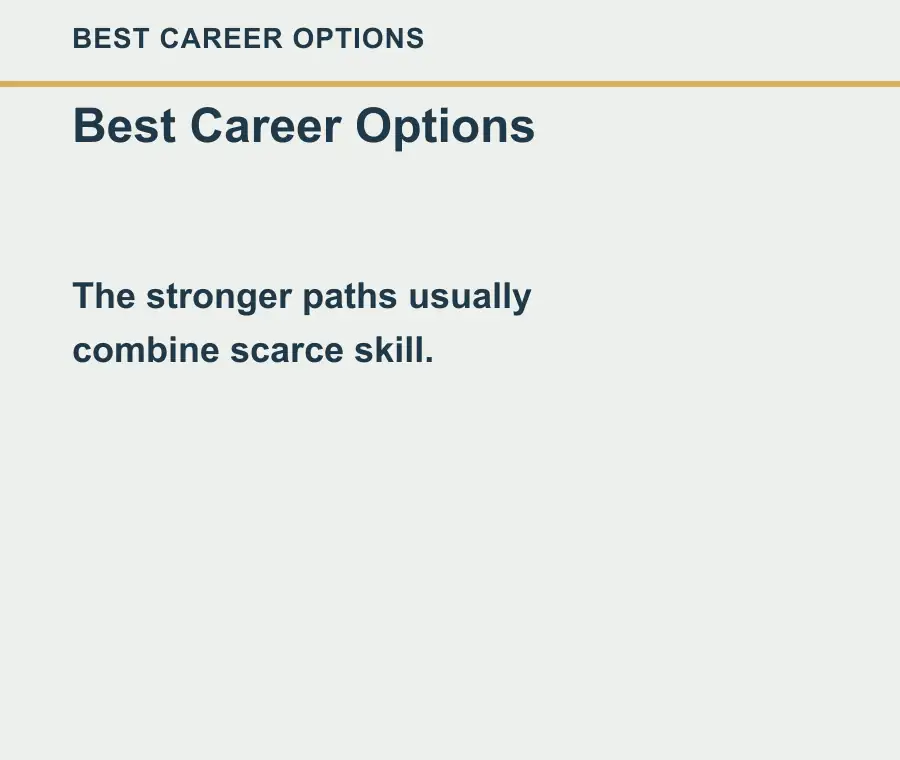 BEST CAREER OPTIONS
Best Career Options
The stronger paths usually
combine scarce skill.